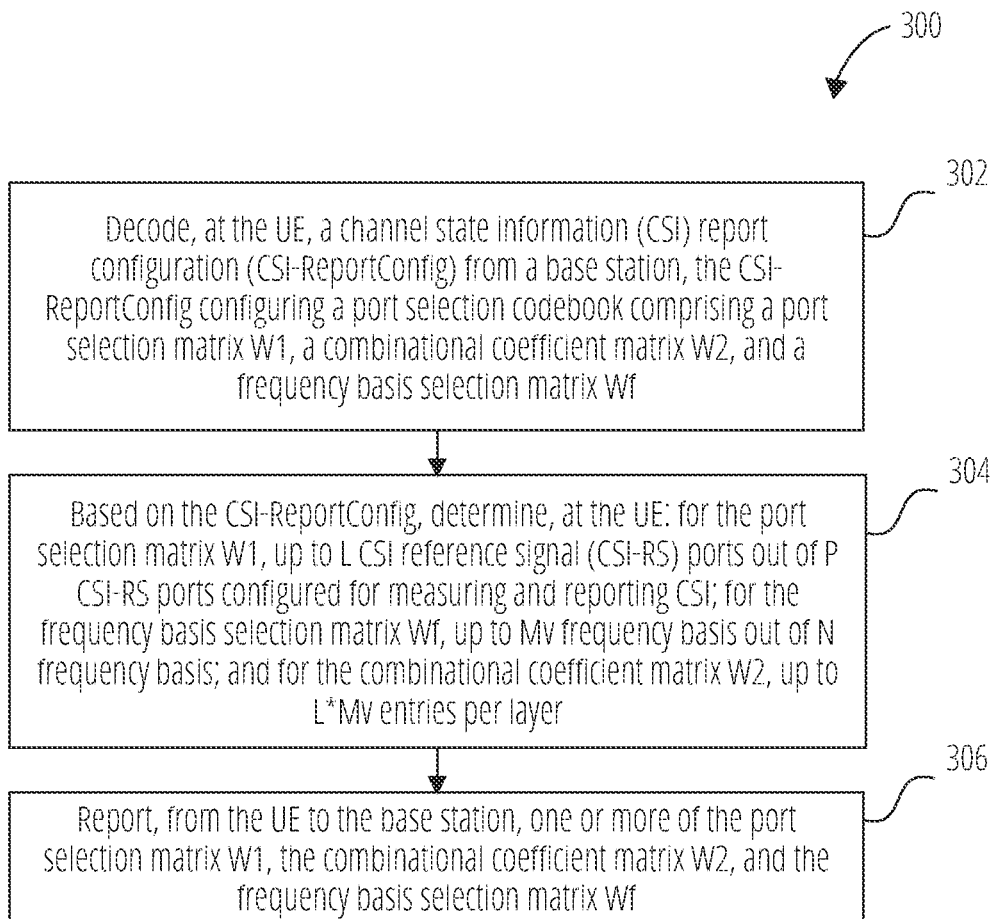 300
302
Decode, at the UE, a channel state information (CSI) report
configuration (CSI-ReportConfig) from a base station, the CSI-
ReportConfig configuring a port selection codebook comprising a port
selection matrix W1, a combinational coefficient matrix W2, and a
frequency basis selection matrix Wf
304
Based on the CSI-ReportConfig, determine, at the UE: for the port
selection matrix W1, up to L CSI reference signal (CSI-RS) ports out of P
CSI-RS ports configured for measuring and reporting CSI; for the
frequency basis selection matrix Wf, up to Mv frequency basis out of N
frequency basis; and for the combinational coefficient matrix W2, up to
L*Mv entries per layer
306
Report, from the UE to the base station, one or more of the port
selection matrix W1, the combinational coefficient matrix W2, and the
frequency basis selection matrix Wf